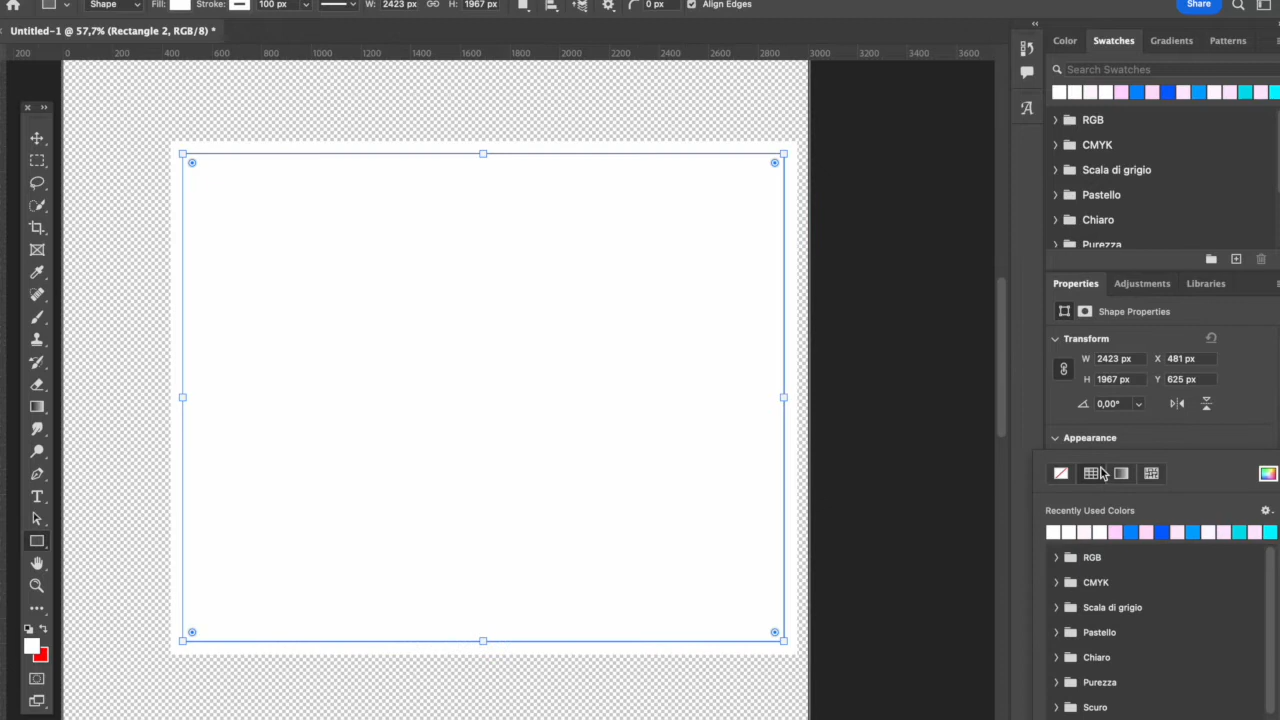 Shape Fill: Stroke: 100 px W: 2423 px H: 1967 px 0 px Align Edges Share
Untitled-1 @ 57,7% (Rectangle 2, RGB/8) *
200 0 200 400 600 800 1000 1200 1400 1600 1800 2000 2200 2400 2600 2800 3000 3200 3400 3600
Color Swatches Gradients Patterns
Search Swatches
RGB
CMYK
Scala di grigio
Pastello
Chiaro
Purezza
Properties Adjustments Libraries
Shape Properties
Transform
W 2423 px X 481 px
H 1967 px Y 625 px
0,00°
Appearance
Recently Used Colors
RGB
CMYK
Scala di grigio
Pastello
Chiaro
Purezza
Scuro